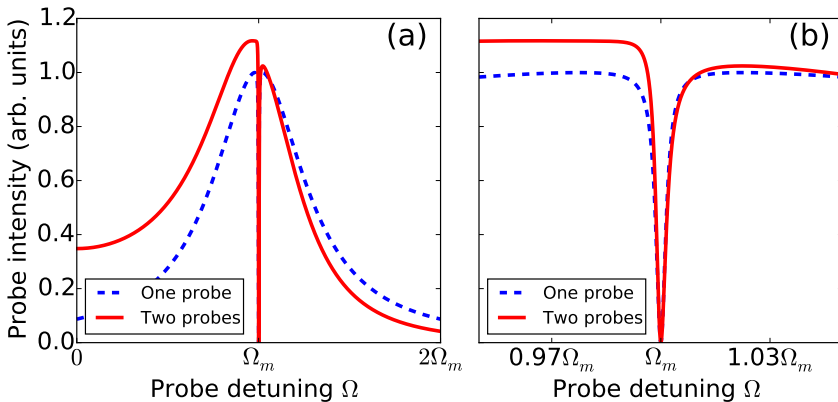 Probe intensity (arb. units)
1.2
1.0
0.8
0.6
0.4
0.2
0.0
(a)
One probe
Two probes
0
Ωₘ
2Ωₘ
Probe detuning Ω
(b)
One probe
Two probes
0.97Ωₘ
Ωₘ
1.03Ωₘ
Probe detuning Ω